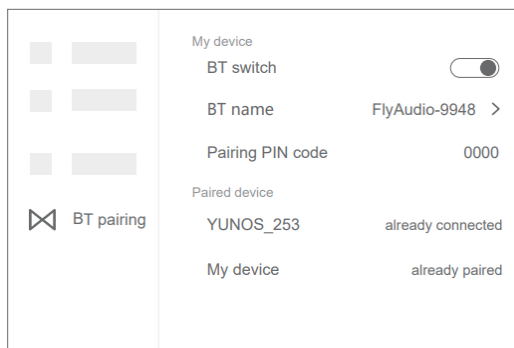 My device
BT switch
BT name FlyAudio-9948 >
Pairing PIN code 0000
Paired device
BT pairing
YUNOS_253 already connected
My device already paired